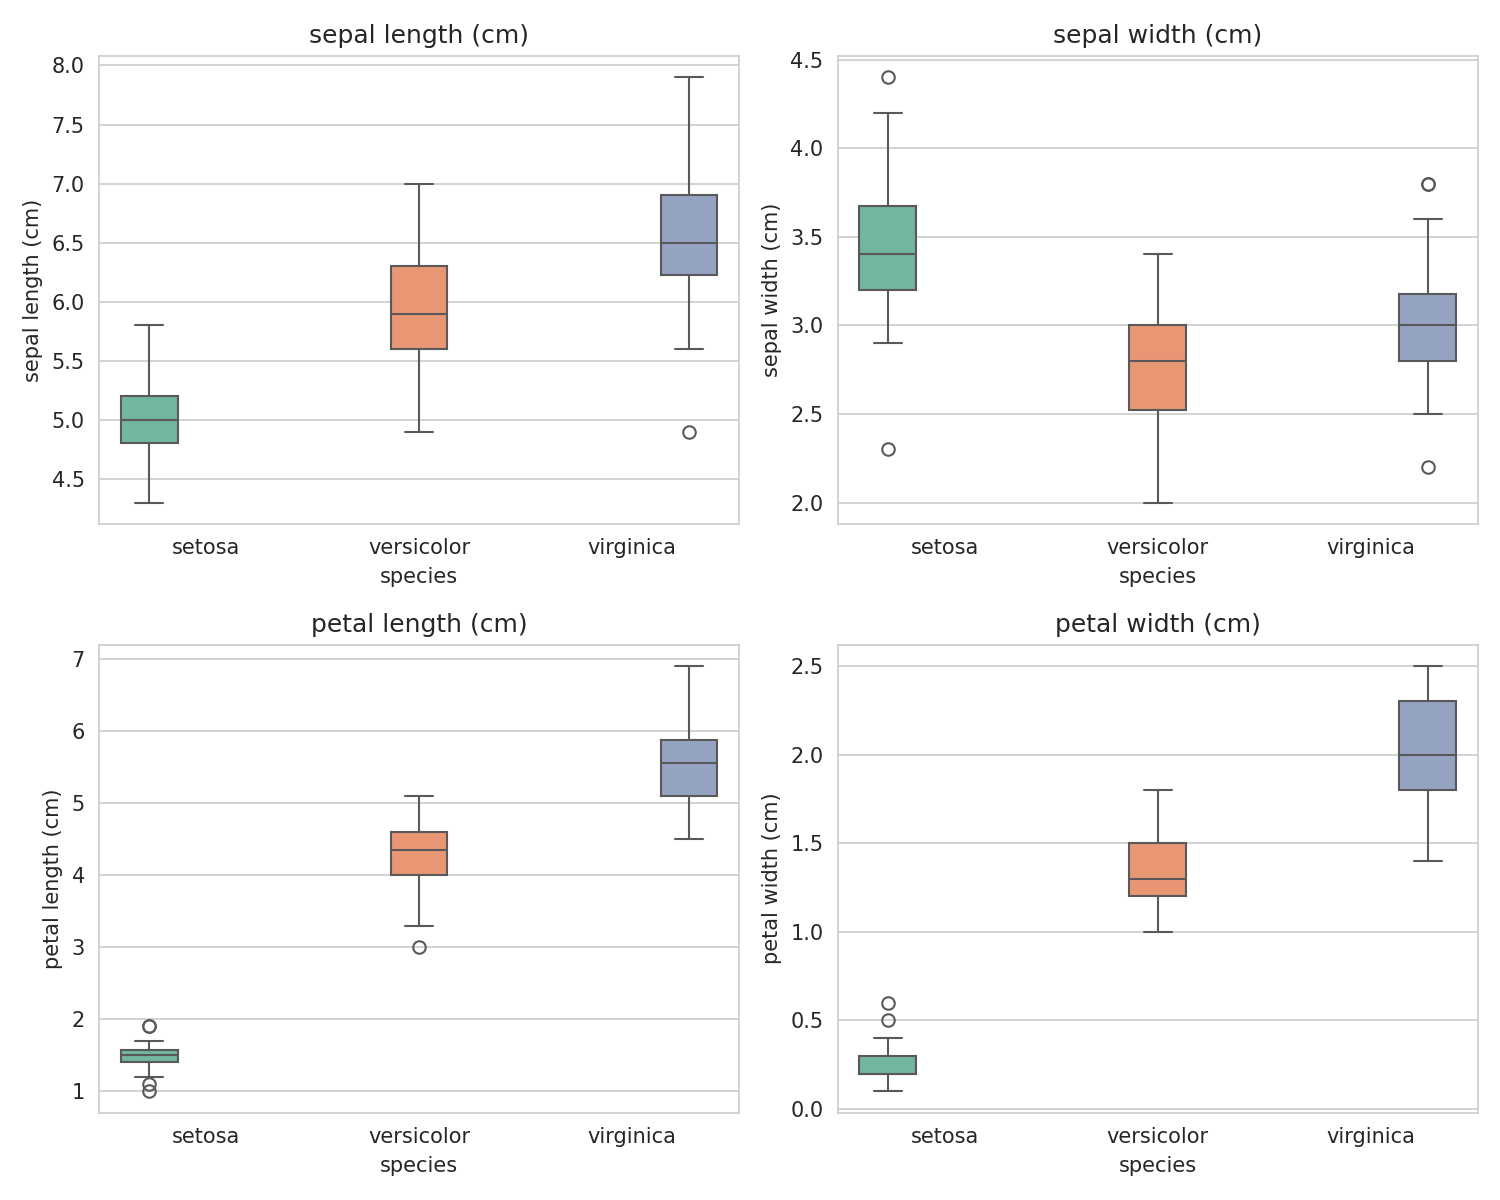 sepal length (cm)
sepal length (cm)
8.0
7.5
7.0
6.5
6.0
5.5
5.0
4.5
setosa versicolor virginica
species
sepal width (cm)
sepal width (cm)
4.5
4.0
3.5
3.0
2.5
2.0
setosa versicolor virginica
species
petal length (cm)
petal length (cm)
7
6
5
4
3
2
1
setosa versicolor virginica
species
petal width (cm)
petal width (cm)
2.5
2.0
1.5
1.0
0.5
0.0
setosa versicolor virginica
species